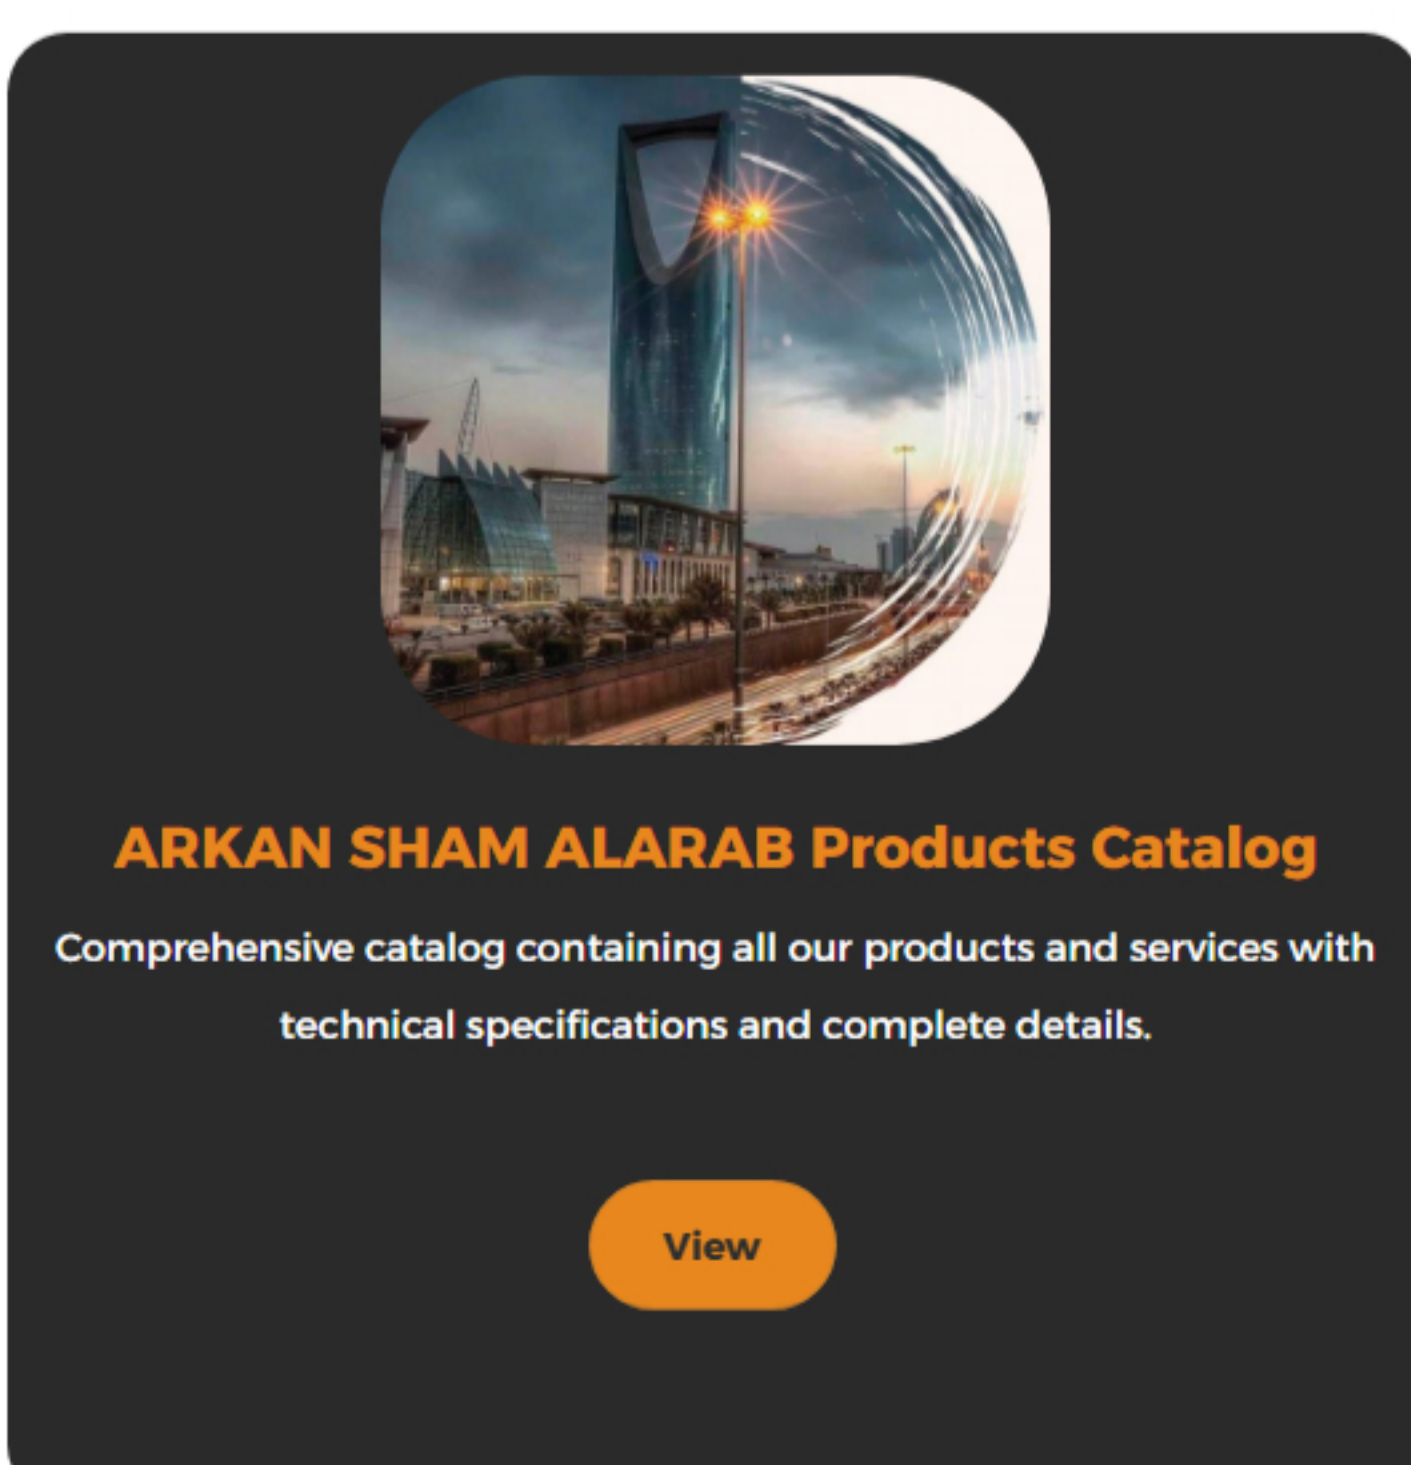 ARKAN SHAM ALARAB Products Catalog
Comprehensive catalog containing all our products and services with
technical specifications and complete details.
View